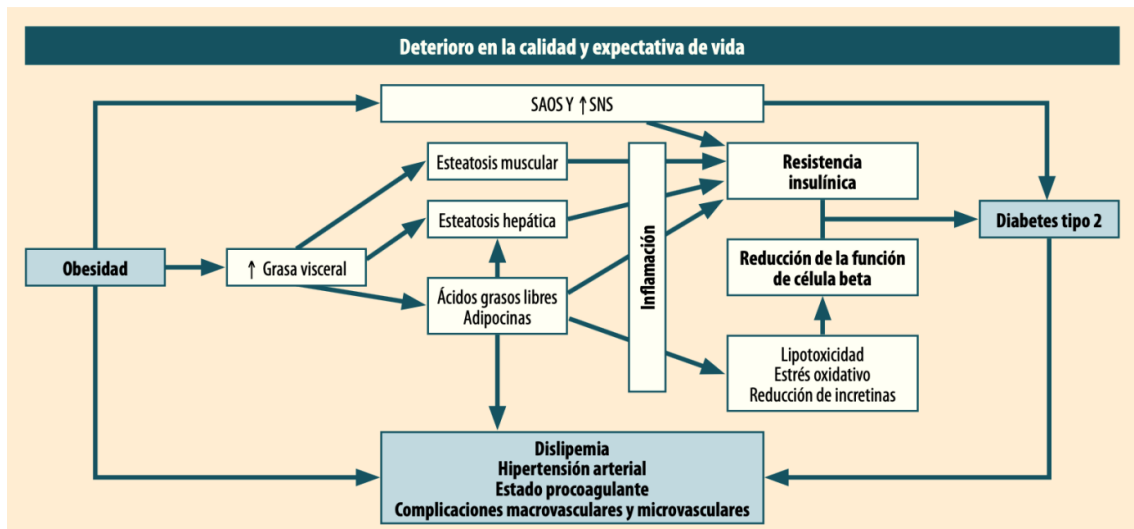 Deterioro en la calidad y expectativa de vida
SAOS Y ↑ SNS
Esteatosis muscular
Resistencia
insulínica
Esteatosis hepática
Inflamación
Diabetes tipo 2
Obesidad
↑ Grasa visceral
Reducción de la función
de célula beta
Ácidos grasos libres
Adipocinas
Lipotoxicidad
Estrés oxidativo
Reducción de incretinas
Dislipemia
Hipertensión arterial
Estado procoagulante
Complicaciones macrovasculares y microvasculares